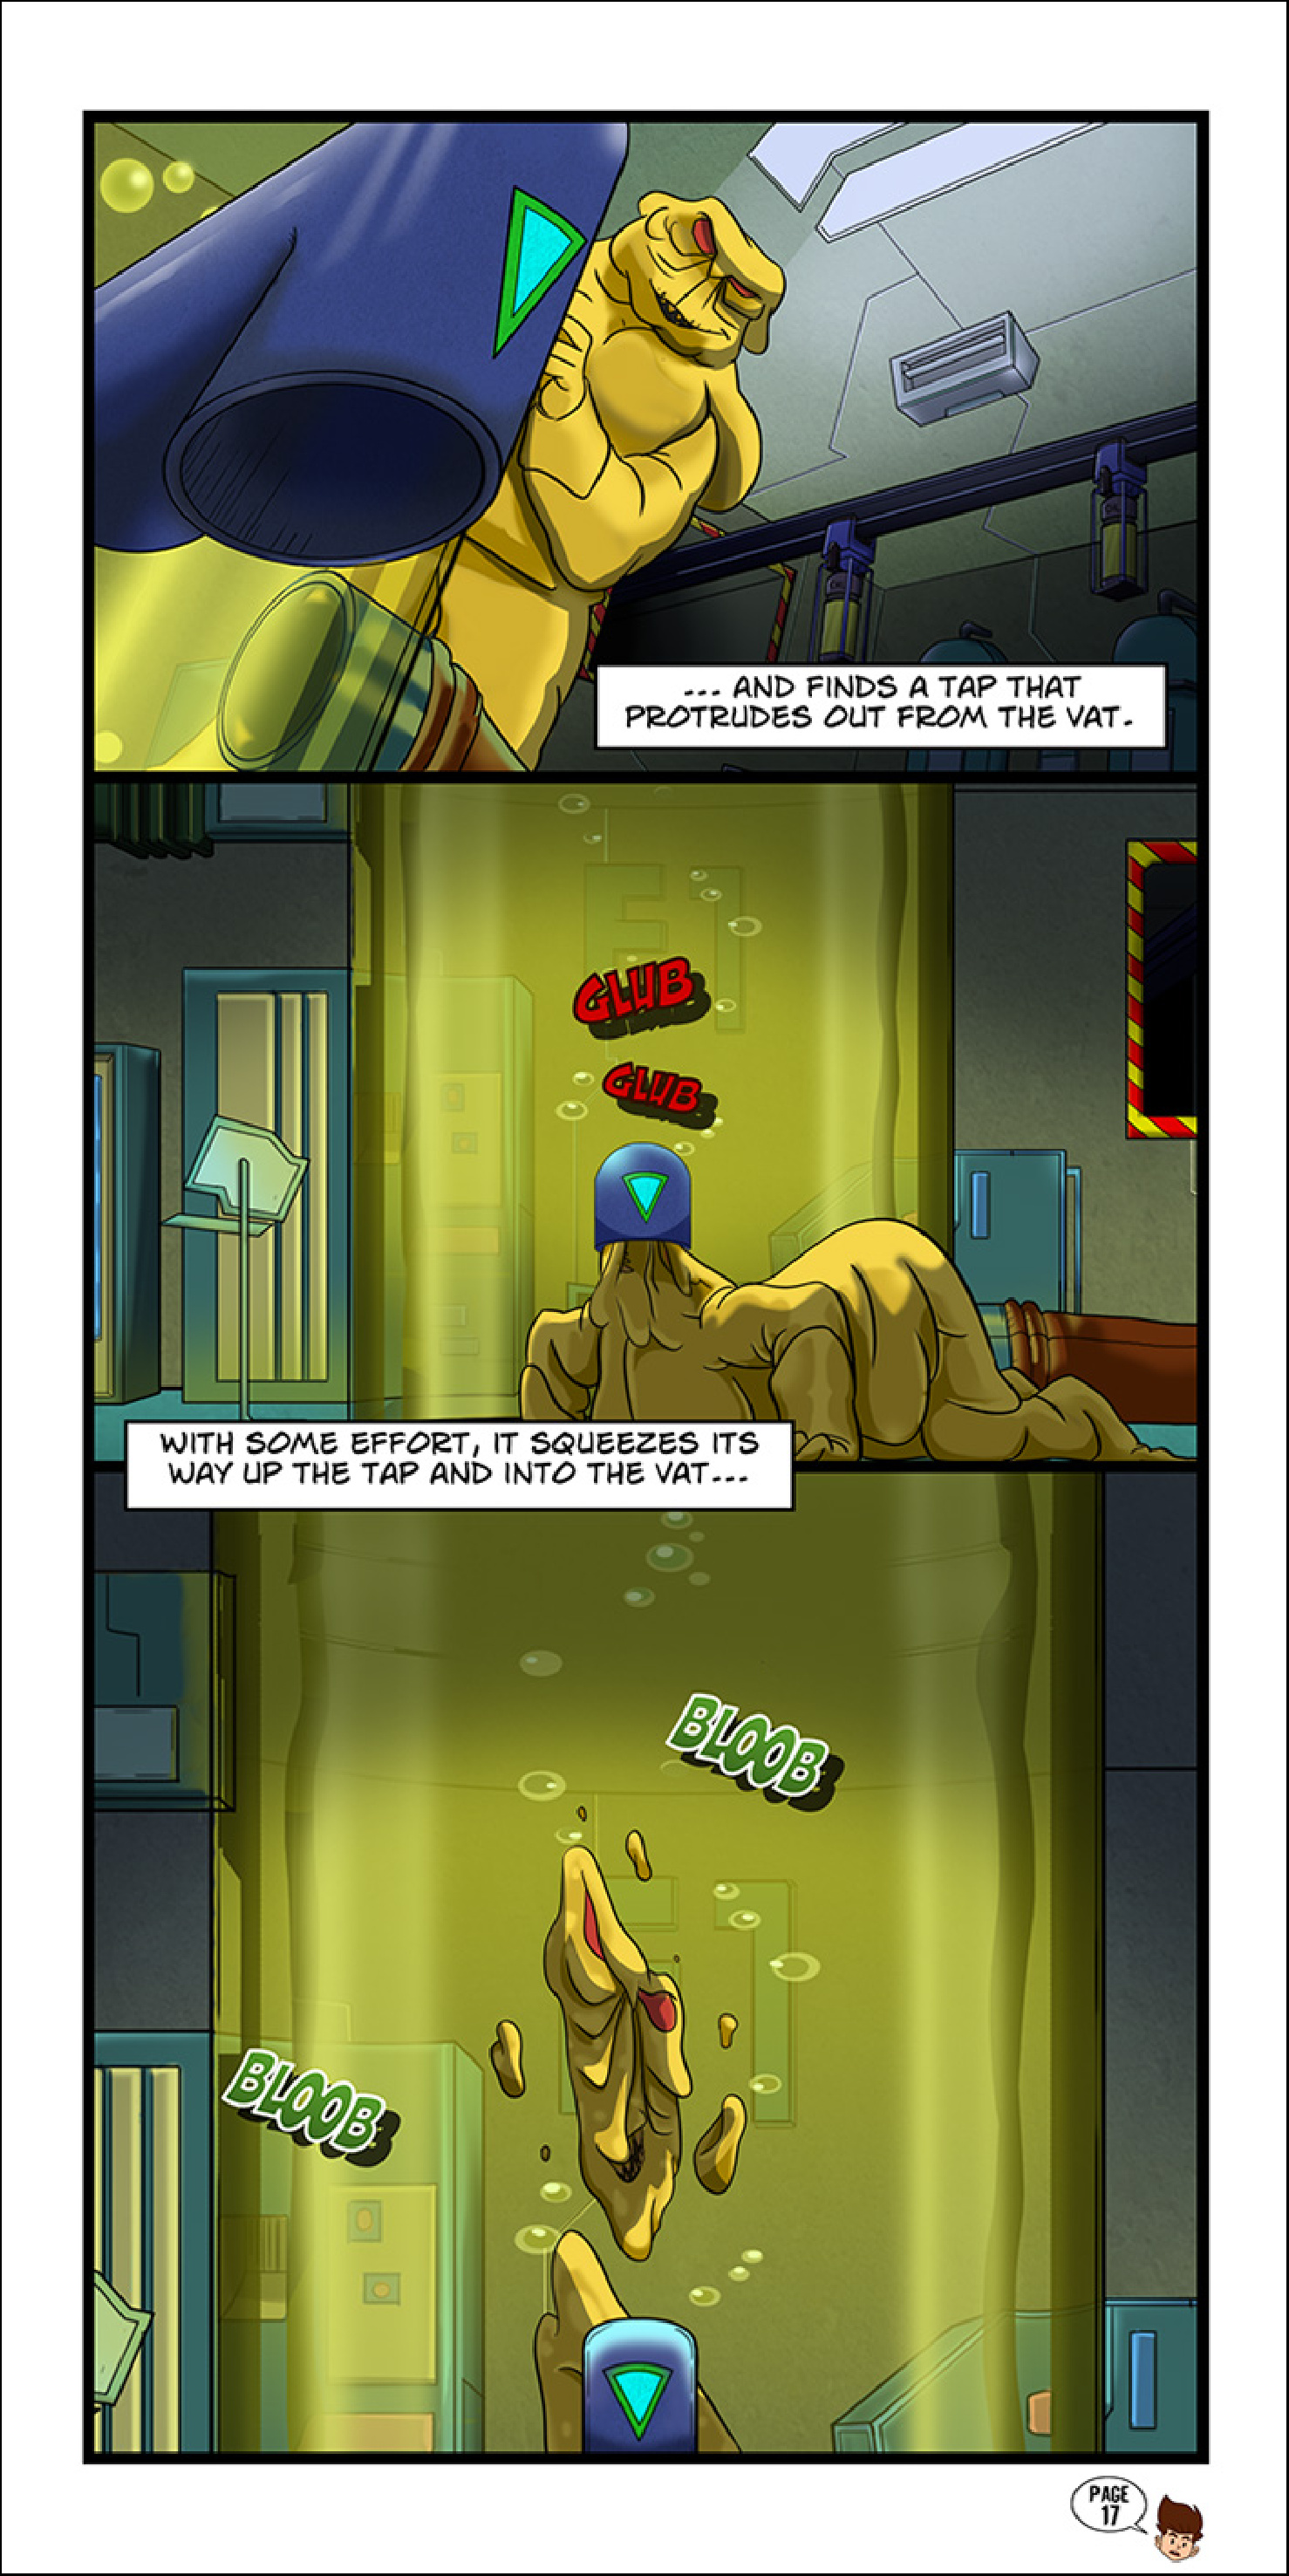 ... AND FINDS A TAP THAT
PROTRUDES OUT FROM THE VAT.
GLUB
GLUB
WITH SOME EFFORT, IT SQUEEZES ITS
WAY UP THE TAP AND INTO THE VAT...
BLOOB
BLOOB
PAGE
17